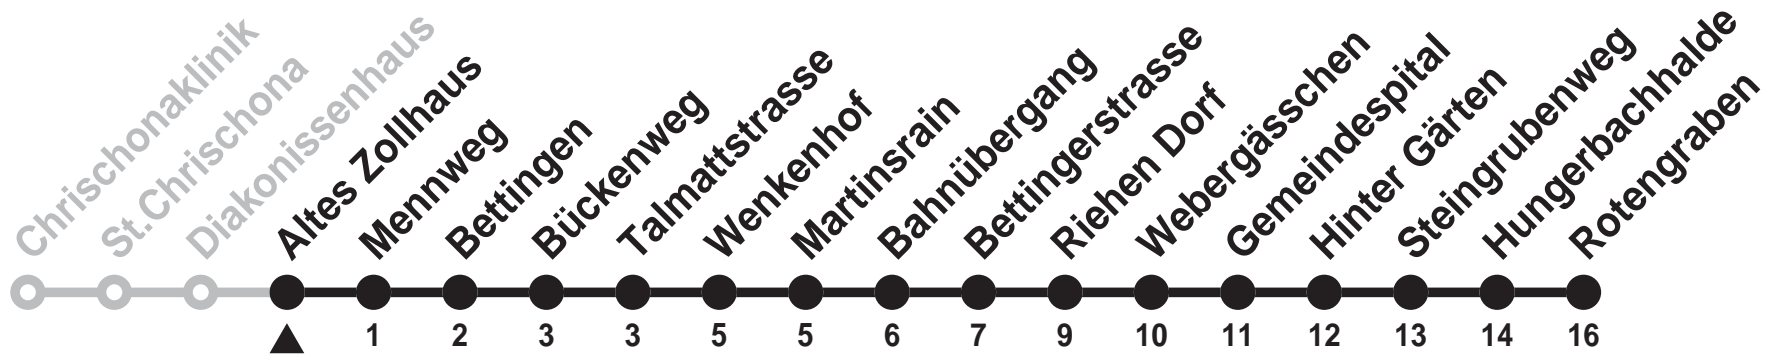 Chrischonaklinik
St.Chrischona
Diakonissenhaus
Altes Zollhaus
Mennweg
Bettingen
Bückenweg
Talmattstrasse
Wenkenhof
Martinsrain
Bahnübergang
Bettingerstrasse
Riehen Dorf
Webergässchen
Gemeindespital
Hinter Gärten
Steingrubenweg
Hungerbachhalde
Rotengraben
1 2 3 3 5 5 6 7 9 10 11 12 13 14 16